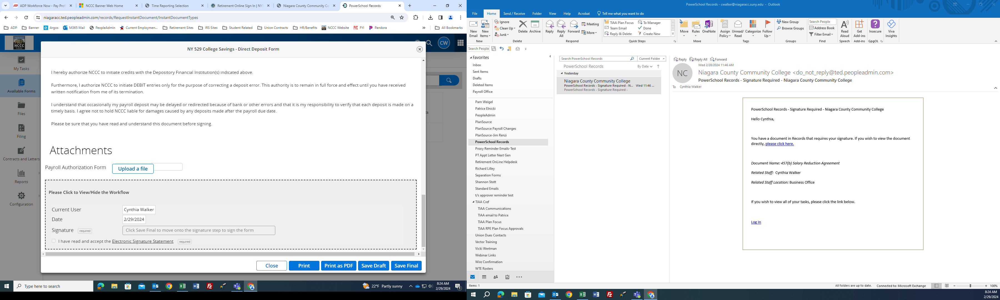 ADP Workforce Now - Pay Prof
NCCC Banner Web Home
Time Reporting Selection
Retirement Online Sign In | NYS
Niagara County Community Co
PowerSchool Records
niagaracc.ted.peopleadmin.com/records/RequestInstantDocument/InstantDocumentTypes
ADP
Banner
Argos
M365 Mail
PeopleAdmin
Current Employmen...
Retirement Sites
IRS Sites
Student Related
Union Contracts
HR/Benefits
NCCC Website
FYI
Pandora
All Bookmarks
NCCC
CW
My Tasks
Available Forms
Files
Filing
Contracts and Letters
Reports
Configuration
NY 529 College Savings - Direct Deposit Form
I hereby authorize NCCC to initiate credits with the Depository Financial Institution(s) indicated above.
Furthermore, I authorize NCCC to initiate DEBIT entries only for the purpose of correcting a deposit error. This authority is to remain in full force and effect until you have received
written notification from me of its termination.
I understand that occasionally my payroll deposit may be delayed or redirected because of bank or other errors and that it is my responsibility to verify that each deposit is made on a
timely basis. I agree not to hold NCCC liable for damages caused by any deposits made after the payroll due date.
Please be sure that you have read and understand this document before signing.
Attachments
Payroll Authorization Form
Upload a file
Please Click to View/Hide the Workflow
Current User
Cynthia Walker
Date
2/29/2024
Signature
required
Click Save Final to move onto the signature step to sign the form
I have read and accept the Electronic Signature Statement
required
Close
Print
Print as PDF
Save Draft
Save Final
Type here to search
22°F Partly sunny
8:24 AM
2/29/2024
1
PowerSchool Records - cwalker@niagaracc.suny.edu - Outlook
File
Home
Send / Receive
Folder
View
Help
Acrobat
Tell me what you want to do
New
Email
New
Items
New
Ignore
Clean Up
Junk
Delete
Archive
Delete
Reply
Reply
All
Forward
Meeting
More
Respond
TIAA Plan Focus
Team Email
Reply & Delete
To Manager
Done
Create New
Quick Steps
Move
Rules
OneNote
Move
Assign
Policy
Unread/
Read
Categorize
Follow
Up
Tags
New Group
Browse Groups
Groups
Search People
Address Book
Filter Email
Find
Read
Aloud
Speech
Get
Add-ins
Add-ins
Insecure
GpgOL
Viva
Insights
Search People
Favorites
Inbox
Sent Items
Drafts
Deleted Items
Payroll Office
Pam Weigel
Patrice Elnicki
PeopleAdmin
PlanSource
PlanSource Payroll Changes
PlanSource-Jim Renzi
PowerSchool Records
Proxy Reminder Emails-Test
PT Appt Letter Next Gen
Retirement OnLine Helpdesk
Richard Lilley
Separation Forms
Shannon Stott
Standard Emails
t/s approver reminder test
TIAA Cref
TIAA Communications
TIAA email to Patrice
TIAA Plan Focus
TIAA RPE Plan Focus Approvals
Union Dues Contacts
Vector Training
Vicki Wertman
Webinar Links
Wire Confirmation
WTE Rosters
Search PowerSchool Records
Current Folder
PowerSchool Records
By Date
Yesterday
Niagara County Community College
PowerSchool Records - Signature Required - N...
Wed 11:46 ...
PowerSchool Records - Signature Required -
Reply
Reply All
Forward
Wed 2/28/2024 11:46 AM
NC
Niagara County Community College <do_not_reply@ted.peopleadmin.com>
PowerSchool Records - Signature Required - Niagara County Community College
To Cynthia Walker
PowerSchool Records - Signature Required - Niagara County Community College
Hello Cynthia,
You have a document in Records that requires your signature. If you wish to view the document
directly, please click here.
Document Name: 457(b) Salary Reduction Agreement
Related Staff: Cynthia Walker
Related Staff Location: Business Office
If you wish to view all of your tasks, please click the link below.
Log In
Items: 1
All folders are up to date.
Connected to: Microsoft Exchange
100%
8:24 AM
2/29/2024